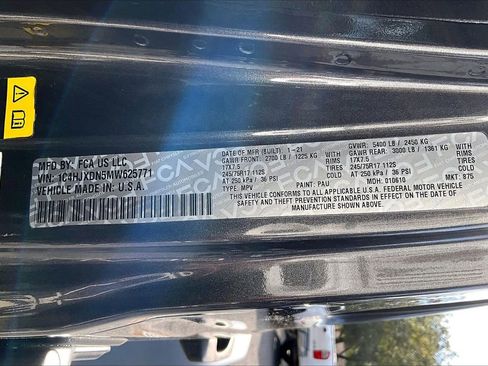 MFD BY: FCA US LLC
VIN: 1C4HJXDN5MW625771
VEHICLE MADE IN: U.S.A.
DATE OF MFR (BUILT) 1-21
GVWR: 5400 LB / 2450 KG
GAWR FRONT: 2700 LB / 1225 KG
GAWR REAR: 3000 LB / 1361 KG
17X7.5 RIMS
17X7.5 RIMS
245/75R17 112S TIRES
245/75R17 112S TIRES
AT 250 kPa / 36 PSI COLD
AT 250 kPa / 36 PSI COLD
TYPE: MPV PAINT: PAU MDH: 010610 MKT: 875
THIS VEHICLE CONFORMS TO ALL APPLICABLE U.S.A. FEDERAL MOTOR VEHICLE
SAFETY AND THEFT PREVENTION STANDARDS IN EFFECT ON THE DATE OF
MANUFACTURE SHOWN ABOVE.